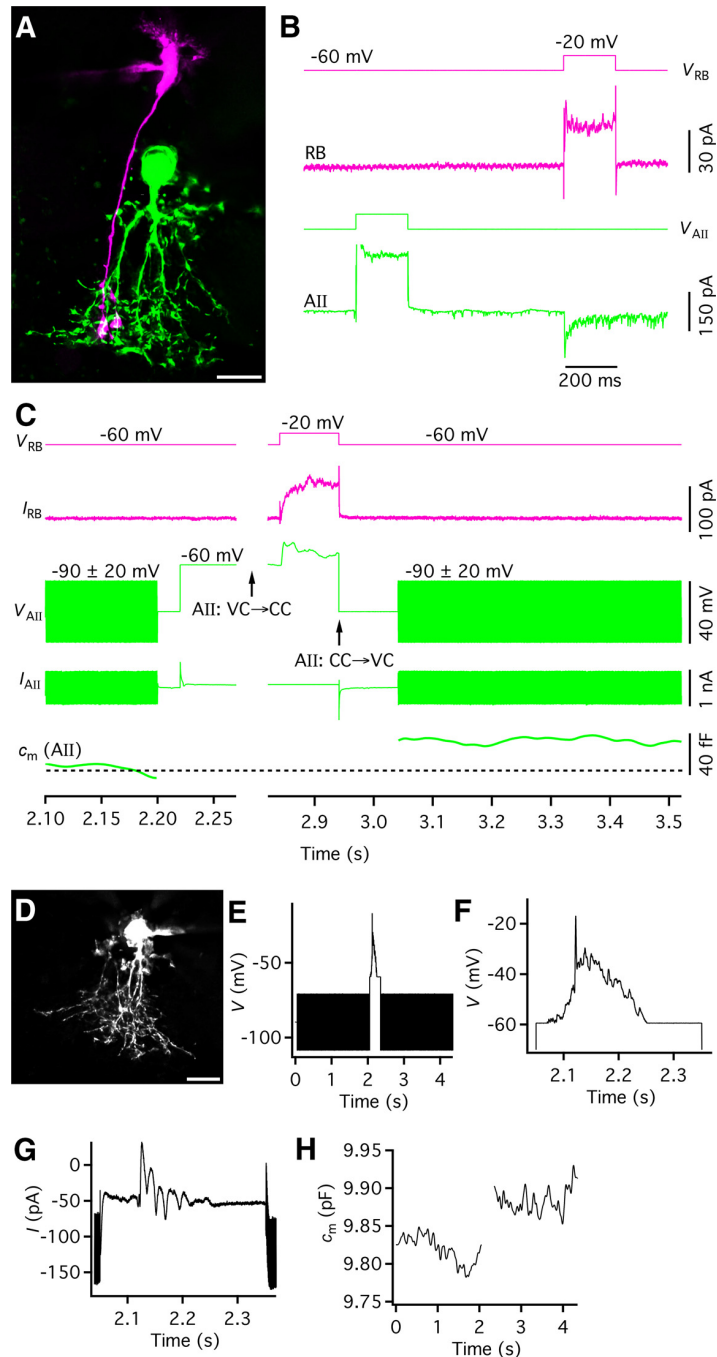 A
B
-60 mV
-20 mV
V_RB
RB
30 pA
V_AII
AII
150 pA
200 ms
C
V_RB
-60 mV
-20 mV
-60 mV
I_RB
100 pA
-90 ± 20 mV
-60 mV
-90 ± 20 mV
V_AII
AII: VC→CC
40 mV
AII: CC→VC
I_AII
1 nA
c_m (AII)
40 fF
2.10 2.15 2.20 2.25 2.9 3.0 3.1 3.2 3.3 3.4 3.5
Time (s)
D
E
V (mV)
-50
-100
0 1 2 3 4
Time (s)
F
V (mV)
-20
-40
-60
2.1 2.2 2.3
Time (s)
G
I (pA)
0
-50
-100
-150
2.1 2.2 2.3
Time (s)
H
c_m (pF)
9.95
9.90
9.85
9.80
9.75
0 1 2 3 4
Time (s)